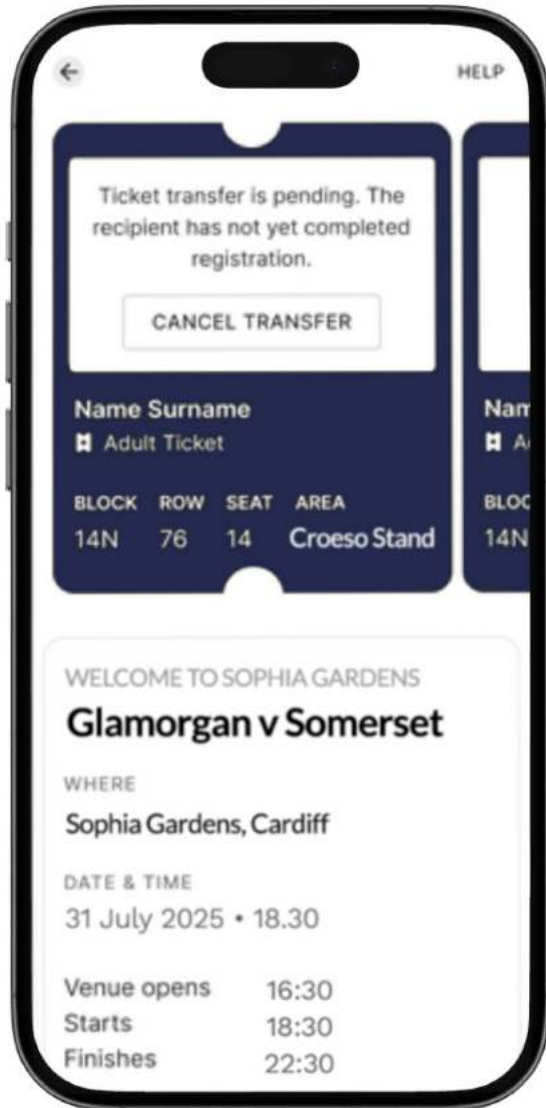 HELP
Ticket transfer is pending. The
recipient has not yet completed
registration.
CANCEL TRANSFER
Name Surname
Adult Ticket
BLOCK ROW SEAT AREA
14N 76 14 Croeso Stand
Nam
A
BLOC
14N
WELCOME TO SOPHIA GARDENS
Glamorgan v Somerset
WHERE
Sophia Gardens, Cardiff
DATE & TIME
31 July 2025 • 18.30
Venue opens 16:30
Starts 18:30
Finishes 22:30